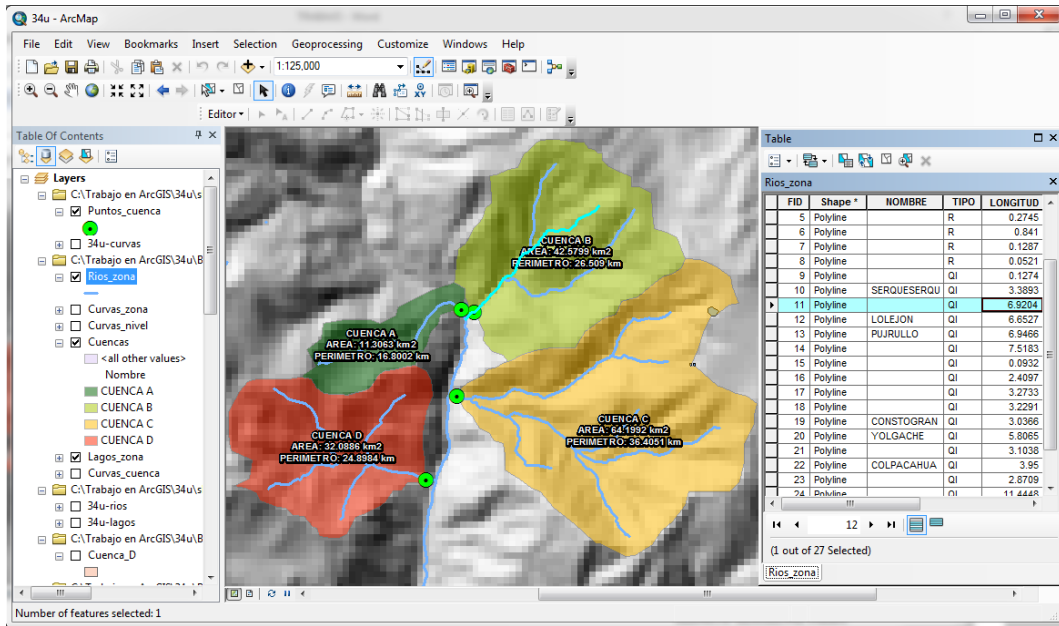 34u - ArcMap
File Edit View Bookmarks Insert Selection Geoprocessing Customize Windows Help
1:125,000
Editor
Table Of Contents
Layers
C:\Trabajo en ArcGIS\34u\s
Puntos_cuenca
34u-curvas
C:\Trabajo en ArcGIS\34u\B
Rios_zona
Curvas_zona
Curvas_nivel
Cuencas
<all other values>
Nombre
CUENCA A
CUENCA B
CUENCA C
CUENCA D
Lagos_zona
Curvas_cuenca
C:\Trabajo en ArcGIS\34u\s
34u-rios
34u-lagos
C:\Trabajo en ArcGIS\34u\B
Cuenca_D
CUENCA B
AREA: 42.5799 km2
PERIMETRO: 26.509 km
CUENCA A
AREA: 11.3063 km2
PERIMETRO: 16.8002 km
CUENCA D
AREA: 32.0886 km2
PERIMETRO: 24.8984 km
CUENCA C
AREA: 64.1992 km2
PERIMETRO: 36.4051 km
Table
Rios_zona
FID Shape * NOMBRE TIPO LONGITUD
5 Polyline R 0.2745
6 Polyline R 0.841
7 Polyline R 0.1287
8 Polyline R 0.0521
9 Polyline QI 0.1274
10 Polyline SERQUESERQU QI 3.3893
11 Polyline QI 6.9204
12 Polyline LOLEJON QI 6.6527
13 Polyline PUJRULLO QI 6.9466
14 Polyline QI 7.5183
15 Polyline QI 0.0932
16 Polyline QI 2.4097
17 Polyline QI 3.2733
18 Polyline QI 3.2291
19 Polyline CONSTOGRAN QI 3.0366
20 Polyline YOLGACHE QI 5.8065
21 Polyline QI 3.1038
22 Polyline COLPACAHUA QI 3.95
23 Polyline QI 2.8709
24 Polyline QI 11.4448
12
(1 out of 27 Selected)
Rios_zona
Number of features selected: 1